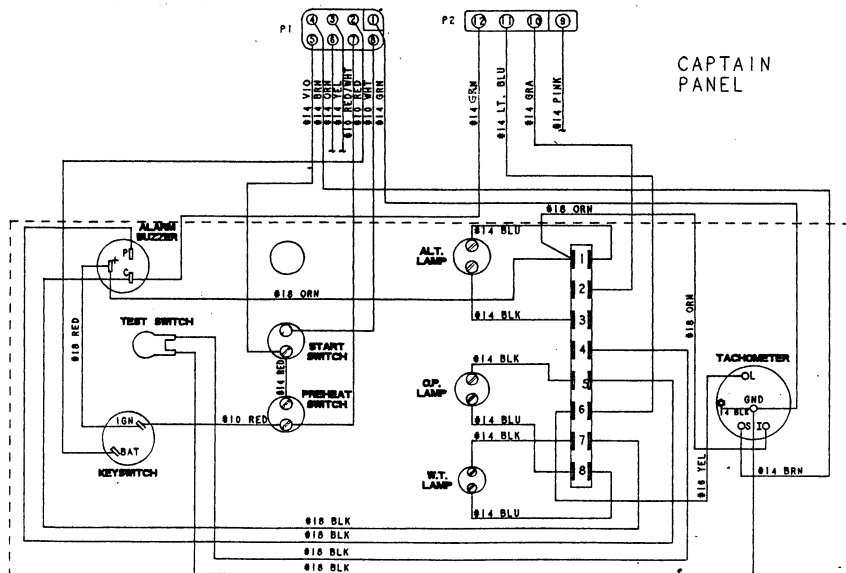 P1
4 3 2 1
5 6 7 8
P2
12 11 10 9
CAPTAIN
PANEL
#14 VIO
#14 BRN
#14 ORN
#14 YEL
#10 RED/WHT
#10 RED
#10 WHT
#14 GRN
#14 GRN
#14 LT. BLU
#14 GRA
#14 PINK
ALARM
BUZZER
P
+
C
#18 ORN
#18 RED
TEST SWITCH
START
SWITCH
#14 RED
PREHEAT
SWITCH
#10 RED
IGN
BAT
KEYSWITCH
ALT.
LAMP
#14 BLU
#14 BLK
#18 ORN
O.P.
LAMP
#14 BLK
#14 BLU
W.T.
LAMP
#14 BLK
#14 BLU
1
2
3
4
5
6
7
8
#18 ORN
TACHOMETER
L
GND
14 BLK
S I
#16 YEL
#14 BRN
#18 BLK
#18 BLK
#18 BLK
#18 BLK